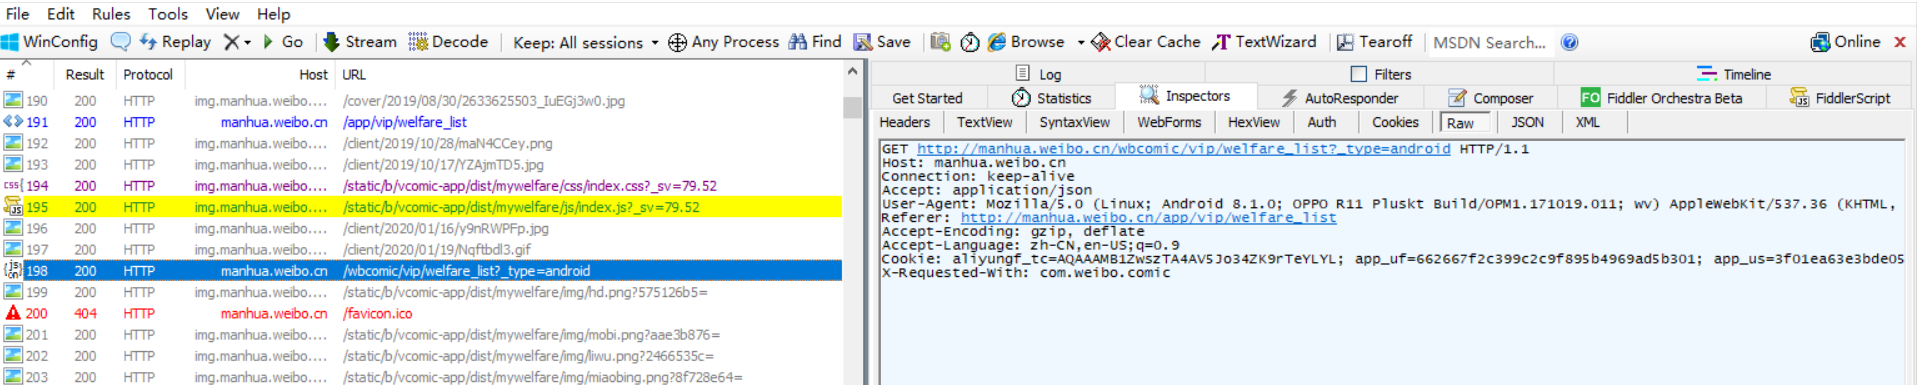 File Edit Rules Tools View Help
WinConfig Replay X Go Stream Decode Keep: All sessions Any Process Find Save Browse Clear Cache TextWizard Tearoff MSDN Search... Online x
# Result Protocol Host URL
190 200 HTTP img.manhua.weibo.... /cover/2019/08/30/2633625503_IuEGj3w0.jpg
191 200 HTTP manhua.weibo.cn /app/vip/welfare_list
192 200 HTTP img.manhua.weibo.... /client/2019/10/28/maN4CCey.png
193 200 HTTP img.manhua.weibo.... /client/2019/10/17/YZAjmTD5.jpg
194 200 HTTP img.manhua.weibo.... /static/b/vcomic-app/dist/mywelfare/css/index.css?_sv=79.52
195 200 HTTP img.manhua.weibo.... /static/b/vcomic-app/dist/mywelfare/js/index.js?_sv=79.52
196 200 HTTP img.manhua.weibo.... /client/2020/01/16/y9nRWPFp.jpg
197 200 HTTP img.manhua.weibo.... /client/2020/01/19/Nqftbdl3.gif
198 200 HTTP manhua.weibo.cn /wbcomic/vip/welfare_list?_type=android
199 200 HTTP img.manhua.weibo.... /static/b/vcomic-app/dist/mywelfare/img/hd.png?575126b5=
200 404 HTTP manhua.weibo.cn /favicon.ico
201 200 HTTP img.manhua.weibo.... /static/b/vcomic-app/dist/mywelfare/img/mobi.png?aae3b876=
202 200 HTTP img.manhua.weibo.... /static/b/vcomic-app/dist/mywelfare/img/liwu.png?2466535c=
203 200 HTTP img.manhua.weibo.... /static/b/vcomic-app/dist/mywelfare/img/miaobing.png?8f728e64=
Log Filters Timeline
Get Started Statistics Inspectors AutoResponder Composer FO Fiddler Orchestra Beta FiddlerScript
Headers TextView SyntaxView WebForms HexView Auth Cookies Raw JSON XML
GET http://manhua.weibo.cn/wbcomic/vip/welfare_list?_type=android HTTP/1.1
Host: manhua.weibo.cn
Connection: keep-alive
Accept: application/json
User-Agent: Mozilla/5.0 (Linux; Android 8.1.0; OPPO R11 Pluskt Build/OPM1.171019.011; wv) AppleWebKit/537.36 (KHTML,
Referer: http://manhua.weibo.cn/app/vip/welfare_list
Accept-Encoding: gzip, deflate
Accept-Language: zh-CN,en-US;q=0.9
Cookie: aliyungf_tc=AQAAAMB1ZwszTA4AV5Jo34ZK9rTeYLYL; app_uf=662667f2c399c2c9f895b4969ad5b301; app_us=3f01ea63e3bde05
X-Requested-With: com.weibo.comic